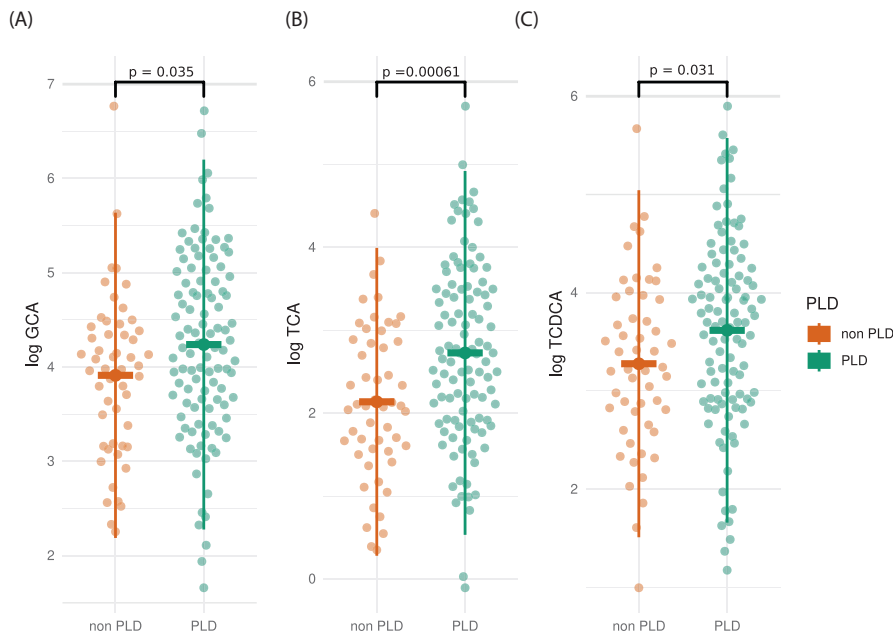 (A)
(B)
(C)
p = 0.035
p =0.00061
p = 0.031
7
6
5
4
3
2
log GCA
non PLD
PLD
6
4
2
0
log TCA
non PLD
PLD
6
4
2
log TCDCA
non PLD
PLD
PLD
non PLD
PLD